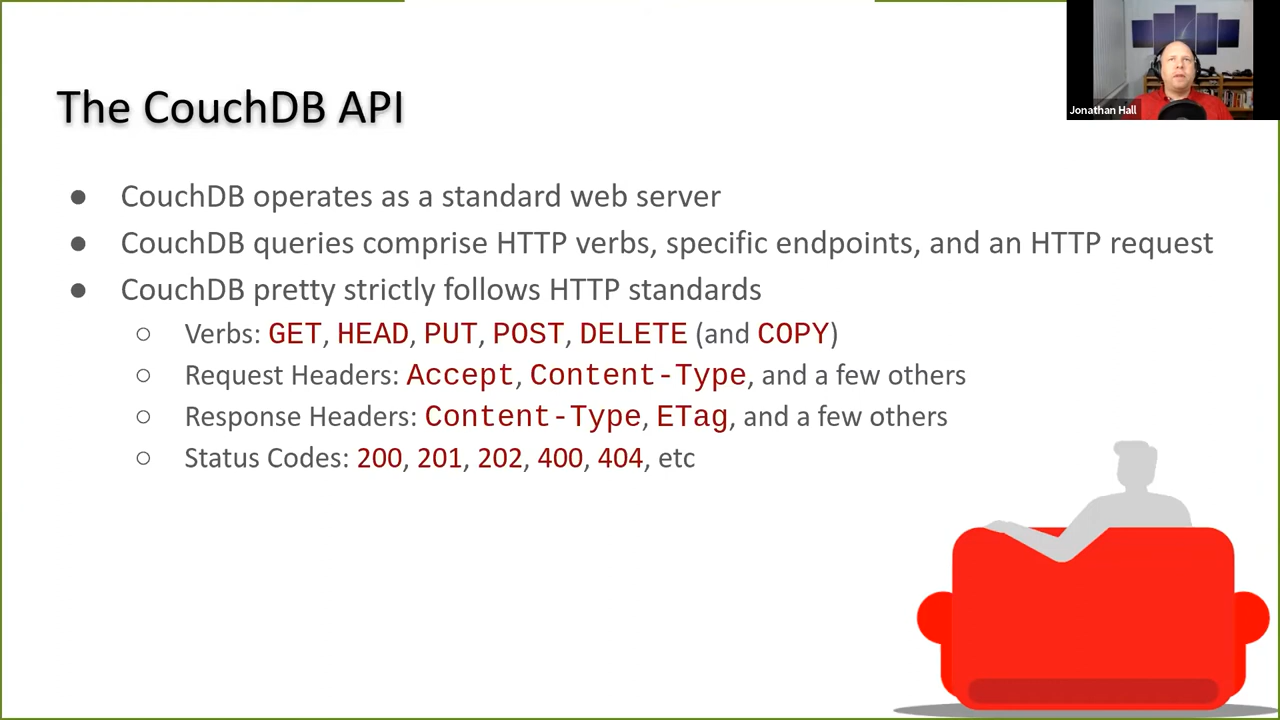 Jonathan Hall
The CouchDB API
● CouchDB operates as a standard web server
● CouchDB queries comprise HTTP verbs, specific endpoints, and an HTTP request
● CouchDB pretty strictly follows HTTP standards
○ Verbs: GET, HEAD, PUT, POST, DELETE (and COPY)
○ Request Headers: Accept, Content-Type, and a few others
○ Response Headers: Content-Type, ETag, and a few others
○ Status Codes: 200, 201, 202, 400, 404, etc